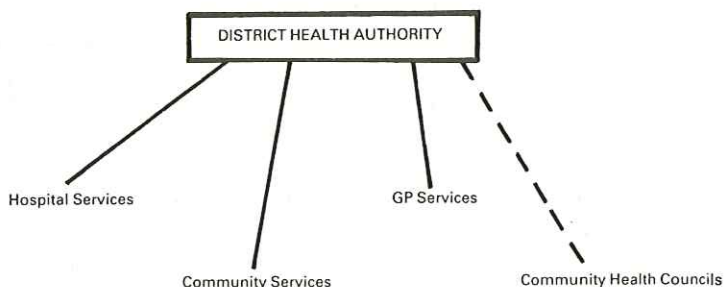 DISTRICT HEALTH AUTHORITY
Hospital Services
GP Services
Community Services
Community Health Councils